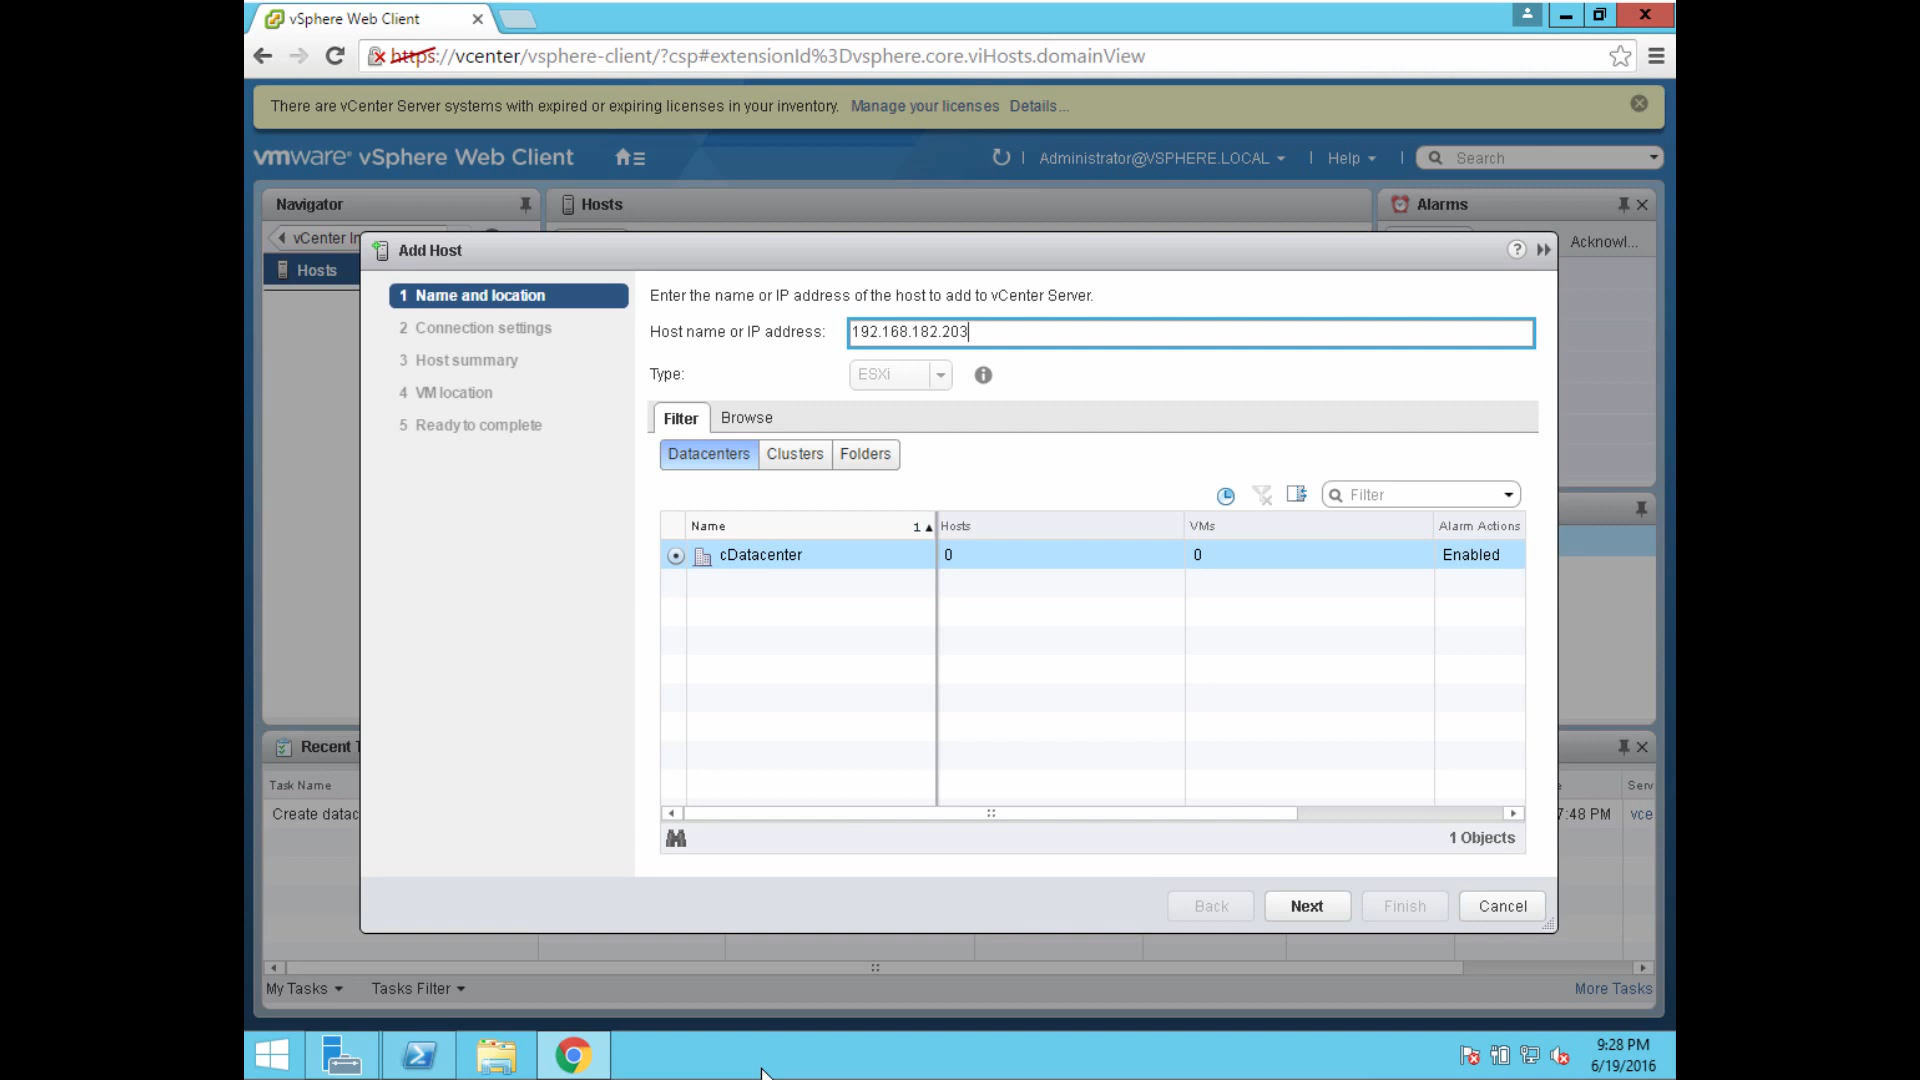 vSphere Web Client
https://vcenter/vsphere-client/?csp#extensionId%3Dvsphere.core.viHosts.domainView
There are vCenter Server systems with expired or expiring licenses in your inventory. Manage your licenses Details...
vmware® vSphere Web Client
Administrator@VSPHERE.LOCAL
Help
Search
Navigator
Hosts
Alarms
vCenter In
Acknowl...
Hosts
Add Host
1 Name and location
2 Connection settings
3 Host summary
4 VM location
5 Ready to complete
Enter the name or IP address of the host to add to vCenter Server.
Host name or IP address: 192.168.182.203
Type: ESXi
Filter Browse
Datacenters Clusters Folders
Filter
Name 1 Hosts VMs Alarm Actions
cDatacenter 0 0 Enabled
1 Objects
Back Next Finish Cancel
Recent T
Task Name
Serv
Create datac
7:48 PM vce
My Tasks Tasks Filter More Tasks
9:28 PM
6/19/2016